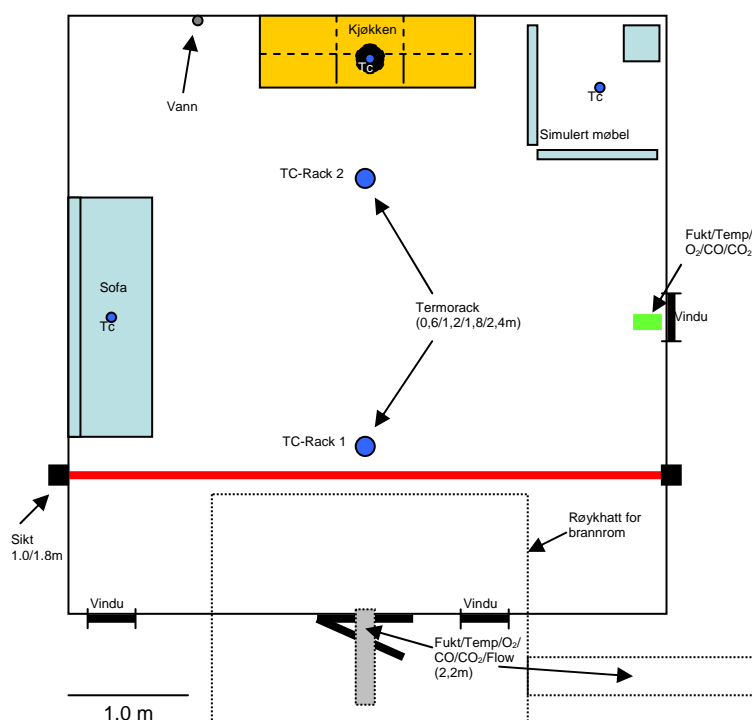 Kjøkken
Tc
Vann
Tc
Simulert møbel
TC-Rack 2
Fukt/Temp/
O₂/CO/CO₂
Sofa
Tc
Termorack
(0,6/1,2/1,8/2,4m)
Vindu
TC-Rack 1
Sikt
1.0/1.8m
Røykhatt for
brannrom
Vindu
Vindu
Fukt/Temp/O₂/
CO/CO₂/Flow
(2,2m)
1.0 m